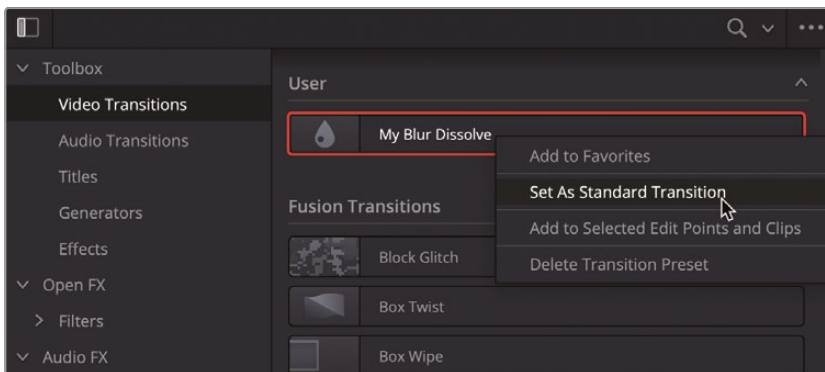 Toolbox
Video Transitions
Audio Transitions
Titles
Generators
Effects
Open FX
Filters
Audio FX
User
My Blur Dissolve
Fusion Transitions
Block Glitch
Box Twist
Box Wipe
Add to Favorites
Set As Standard Transition
Add to Selected Edit Points and Clips
Delete Transition Preset